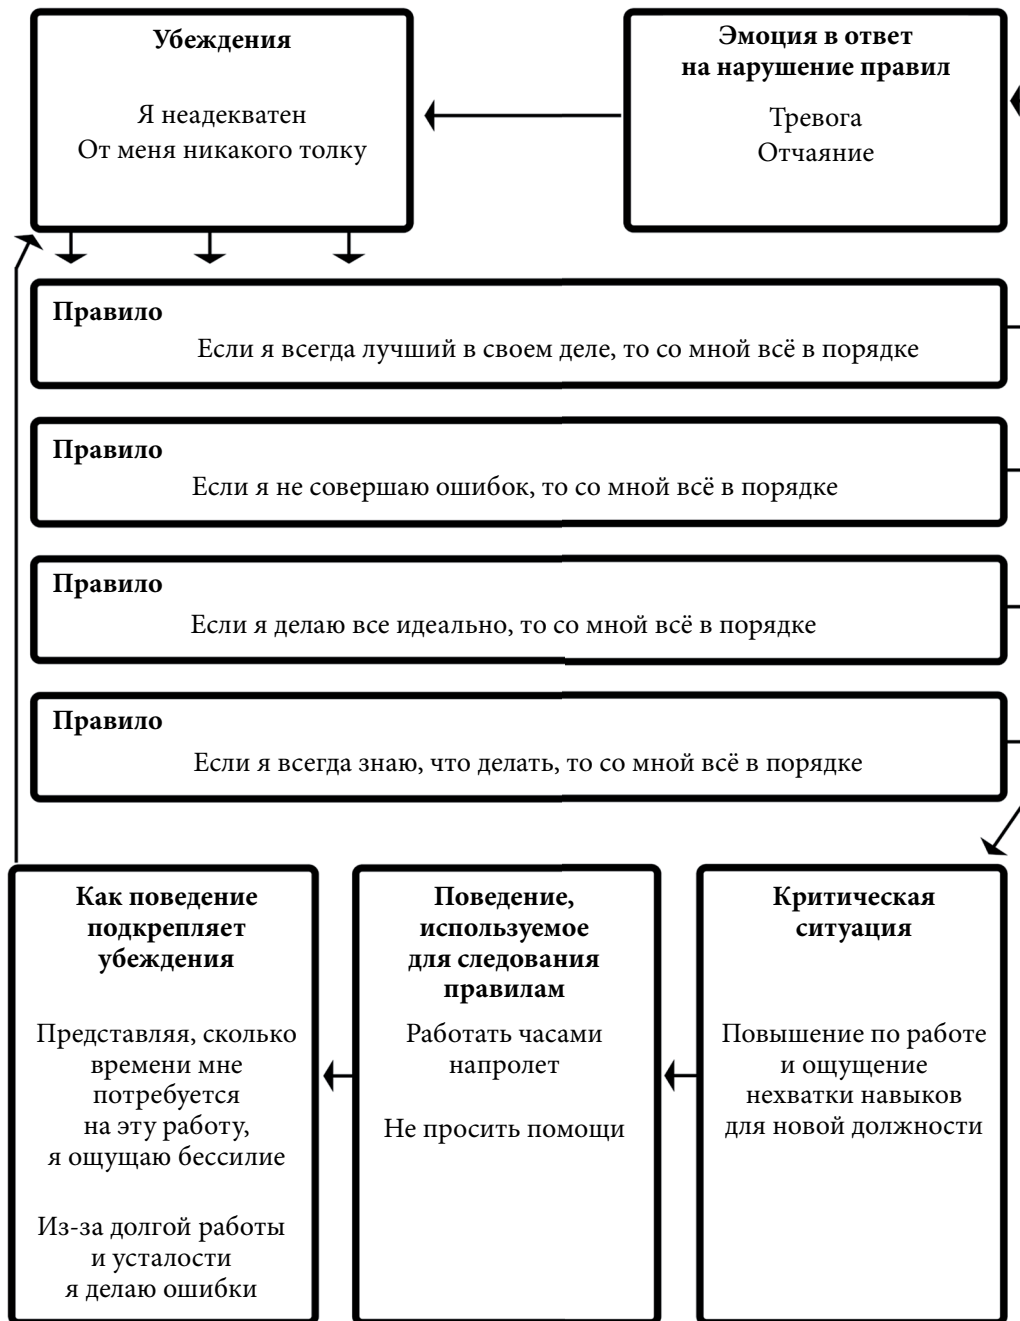 Убеждения
Я неадекватен
От меня никакого толку
Эмоция в ответ
на нарушение правил
Тревога
Отчаяние
Правило
Если я всегда лучший в своем деле, то со мной всё в порядке
Правило
Если я не совершаю ошибок, то со мной всё в порядке
Правило
Если я делаю все идеально, то со мной всё в порядке
Правило
Если я всегда знаю, что делать, то со мной всё в порядке
Как поведение
подкрепляет
убеждения
Представляя, сколько
времени мне
потребуется
на эту работу,
я ощущаю бессилие
Из-за долгой работы
и усталости
я делаю ошибки
Поведение,
используемое
для следования
правилам
Работать часами
напролет
Не просить помощи
Критическая
ситуация
Повышение по работе
и ощущение
нехватки навыков
для новой должности